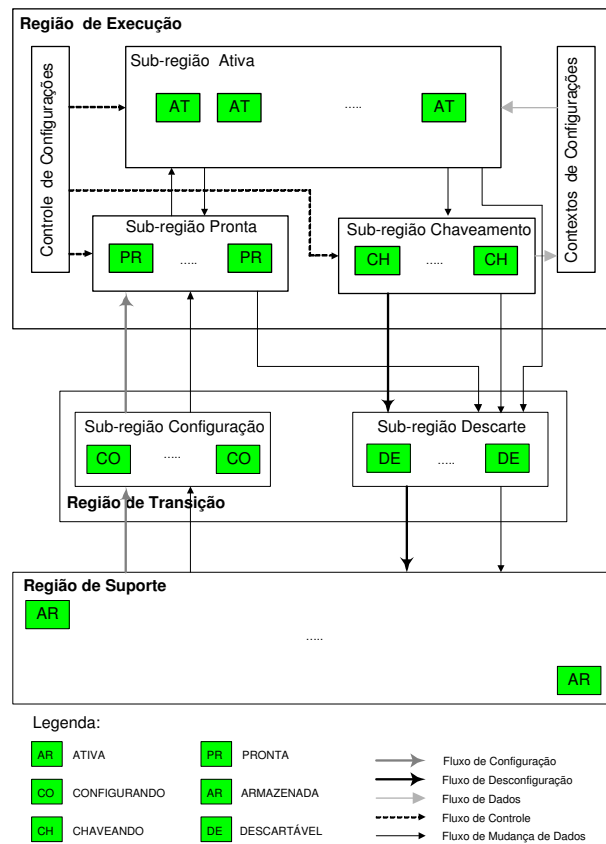 Região de Execução
Sub-região Ativa
AT
AT
.....
AT
Controle de Configurações
Contextos de Configurações
Sub-região Pronta
PR
.....
PR
Sub-região Chaveamento
CH
.....
CH
Sub-região Configuração
CO
.....
CO
Sub-região Descarte
DE
.....
DE
Região de Transição
Região de Suporte
AR
.....
AR
Legenda:
AR ATIVA
PR PRONTA
Fluxo de Configuração
CO CONFIGURANDO
AR ARMAZENADA
Fluxo de Desconfiguração
Fluxo de Dados
CH CHAVEANDO
DE DESCARTÁVEL
Fluxo de Controle
Fluxo de Mudança de Dados